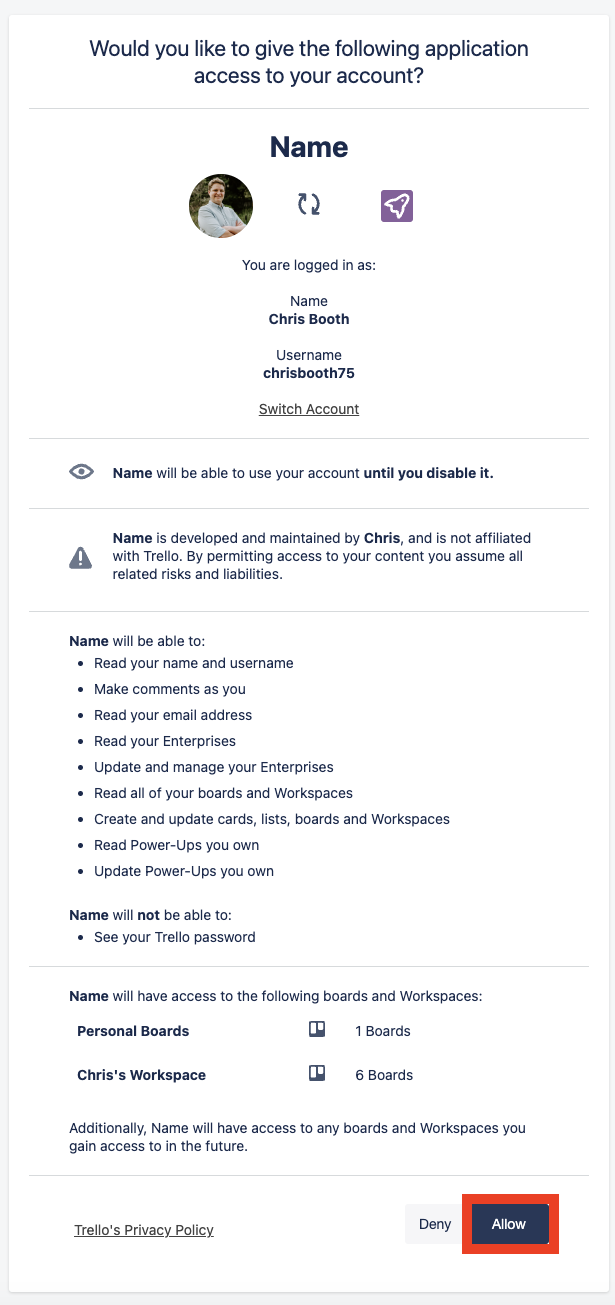 Would you like to give the following application
access to your account?
Name
You are logged in as:
Name
Chris Booth
Username
chrisbooth75
Switch Account
Name will be able to use your account until you disable it.
Name is developed and maintained by Chris, and is not affiliated
with Trello. By permitting access to your content you assume all
related risks and liabilities.
Name will be able to:
• Read your name and username
• Make comments as you
• Read your email address
• Read your Enterprises
• Update and manage your Enterprises
• Read all of your boards and Workspaces
• Create and update cards, lists, boards and Workspaces
• Read Power-Ups you own
• Update Power-Ups you own
Name will not be able to:
• See your Trello password
Name will have access to the following boards and Workspaces:
Personal Boards 1 Boards
Chris's Workspace 6 Boards
Additionally, Name will have access to any boards and Workspaces you
gain access to in the future.
Trello's Privacy Policy Deny Allow